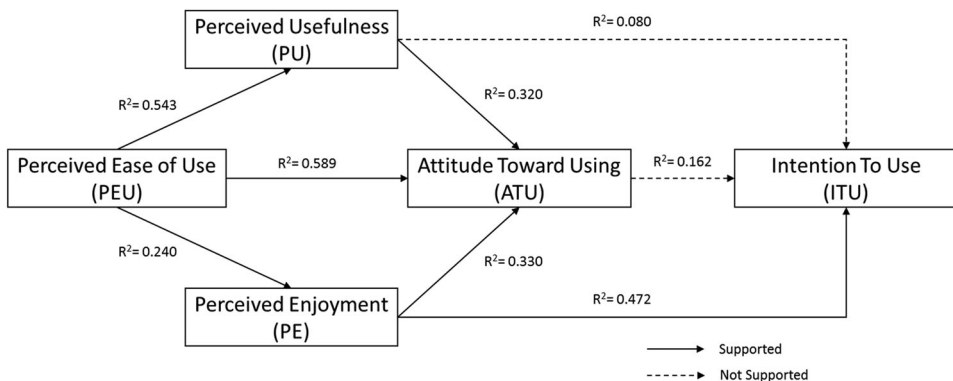 Perceived Usefulness
(PU)
R²= 0.080
R²= 0.543
R²= 0.320
Perceived Ease of Use
(PEU)
R²= 0.589
Attitude Toward Using
(ATU)
R²= 0.162
Intention To Use
(ITU)
R²= 0.240
R²= 0.330
Perceived Enjoyment
(PE)
R²= 0.472
Supported
Not Supported